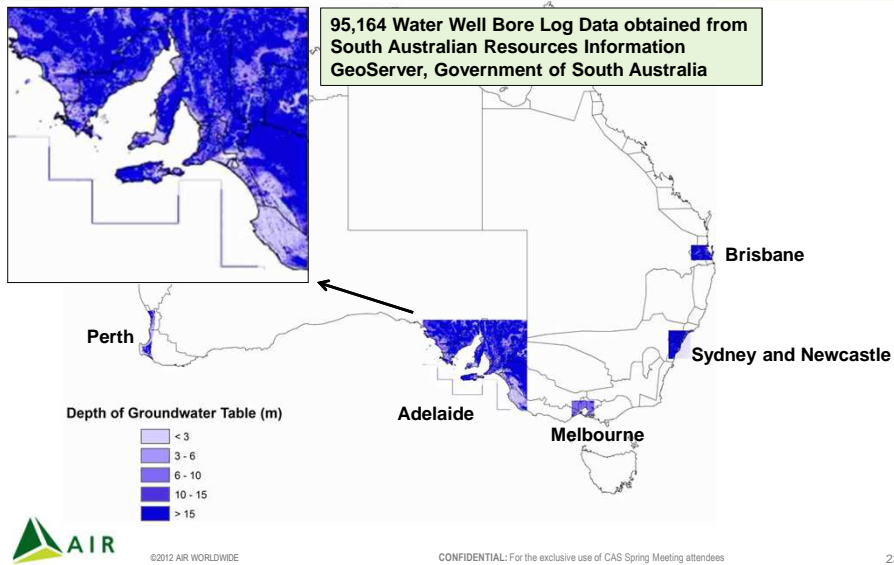 95,164 Water Well Bore Log Data obtained from
South Australian Resources Information
GeoServer, Government of South Australia
Brisbane
Perth
Sydney and Newcastle
Adelaide
Melbourne
Depth of Groundwater Table (m)
< 3
3 - 6
6 - 10
10 - 15
> 15
AIR
©2012 AIR WORLDWIDE
CONFIDENTIAL: For the exclusive use of CAS Spring Meeting attendees